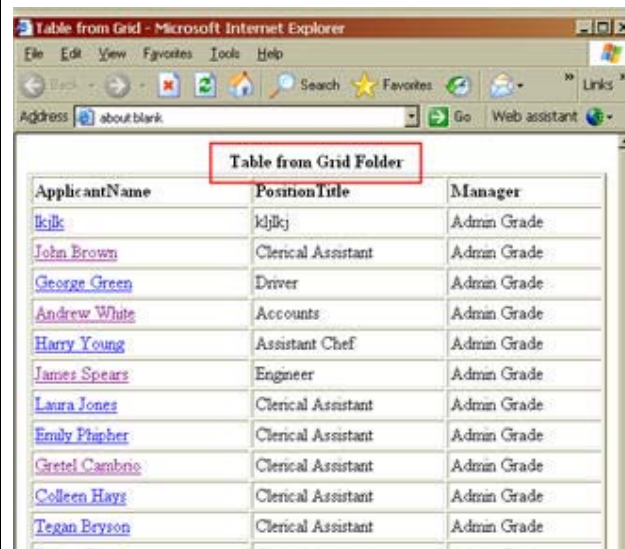 Table from Grid - Microsoft Internet Explorer
File Edit View Favorites Tools Help
Back Search Favorites » Links »
Address about:blank Go Web assistant
Table from Grid Folder
ApplicantName PositionTitle Manager
lkjlk kljlkj Admin Grade
John Brown Clerical Assistant Admin Grade
George Green Driver Admin Grade
Andrew White Accounts Admin Grade
Harry Young Assistant Chef Admin Grade
James Spears Engineer Admin Grade
Laura Jones Clerical Assistant Admin Grade
Emily Phipher Clerical Assistant Admin Grade
Gretel Cambrio Clerical Assistant Admin Grade
Colleen Hays Clerical Assistant Admin Grade
Tegan Bryson Clerical Assistant Admin Grade